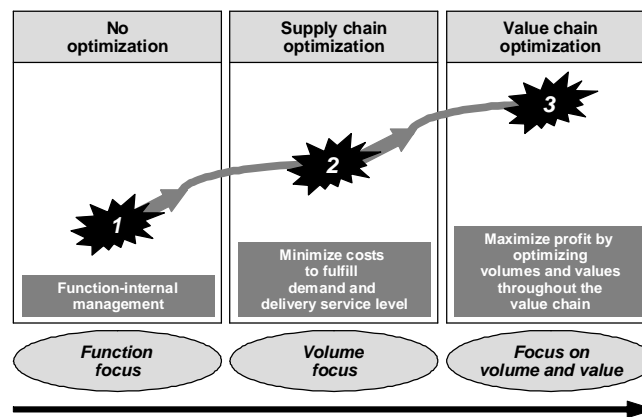 No
optimization
Supply chain
optimization
Value chain
optimization
1
2
3
Function-internal
management
Minimize costs
to fulfill
demand and
delivery service level
Maximize profit by
optimizing
volumes and values
throughout the
value chain
Function
focus
Volume
focus
Focus on
volume and value